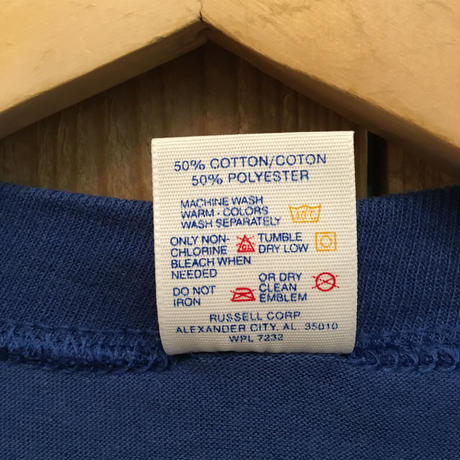 50% COTTON/COTON
50% POLYESTER
MACHINE WASH
WARM - COLORS
WASH SEPARATELY
ONLY NON-
CHLORINE
BLEACH WHEN
NEEDED
TUMBLE
DRY LOW
DO NOT
IRON
OR DRY
CLEAN
EMBLEM
RUSSELL CORP
ALEXANDER CITY, AL. 35010
WPL 7232